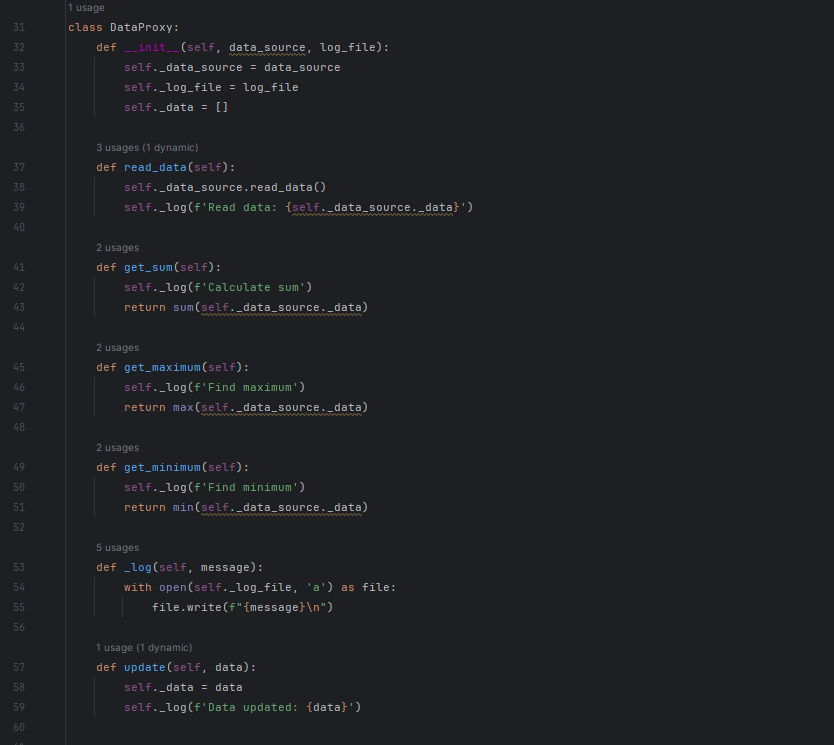 1 usage
31 class DataProxy:
32 def __init__(self, data_source, log_file):
33 self._data_source = data_source
34 self._log_file = log_file
35 self._data = []
36
3 usages (1 dynamic)
37 def read_data(self):
38 self._data_source.read_data()
39 self._log(f'Read data: {self._data_source._data}')
40
2 usages
41 def get_sum(self):
42 self._log(f'Calculate sum')
43 return sum(self._data_source._data)
44
2 usages
45 def get_maximum(self):
46 self._log(f'Find maximum')
47 return max(self._data_source._data)
48
2 usages
49 def get_minimum(self):
50 self._log(f'Find minimum')
51 return min(self._data_source._data)
52
5 usages
53 def _log(self, message):
54 with open(self._log_file, 'a') as file:
55 file.write(f"{message}\n")
56
1 usage (1 dynamic)
57 def update(self, data):
58 self._data = data
59 self._log(f'Data updated: {data}')
60